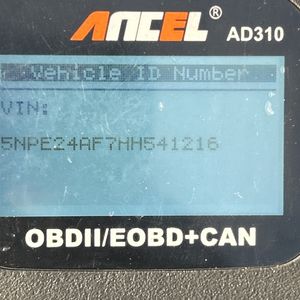 ANCEL® AD310
Vehicle ID Number
VIN:
5NPE24AF7HH541216
OBDII/EOBD+CAN